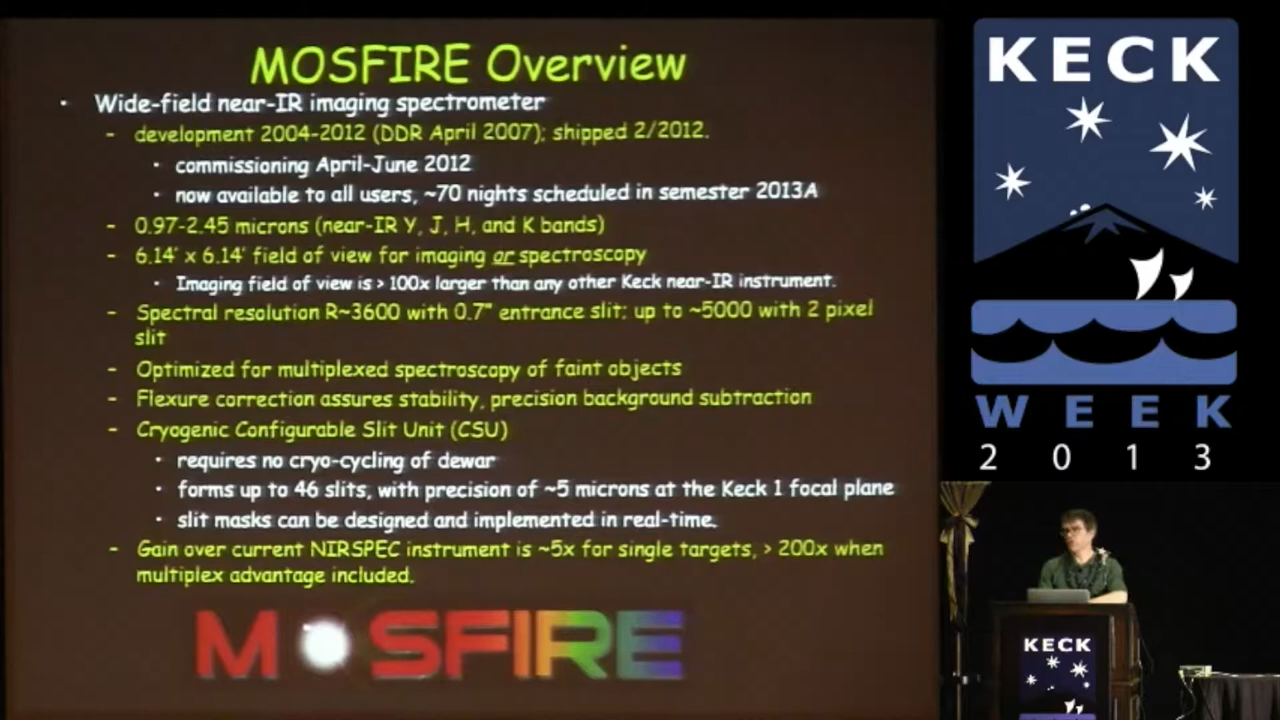 MOSFIRE Overview
· Wide-field near-IR imaging spectrometer
- development 2004-2012 (DDR April 2007); shipped 2/2012.
· commissioning April-June 2012
· now available to all users, ~70 nights scheduled in semester 2013A
- 0.97-2.45 microns (near-IR Y, J, H, and K bands)
- 6.14' x 6.14' field of view for imaging or spectroscopy
· Imaging field of view is > 100x larger than any other Keck near-IR instrument.
- Spectral resolution R~3600 with 0.7" entrance slit; up to ~5000 with 2 pixel
slit
- Optimized for multiplexed spectroscopy of faint objects
- Flexure correction assures stability, precision background subtraction
- Cryogenic Configurable Slit Unit (CSU)
· requires no cryo-cycling of dewar
· forms up to 46 slits, with precision of ~5 microns at the Keck 1 focal plane
· slit masks can be designed and implemented in real-time.
- Gain over current NIRSPEC instrument is ~5x for single targets, > 200x when
multiplex advantage included.
MOSFIRE
KECK
WEEK
2013
KECK